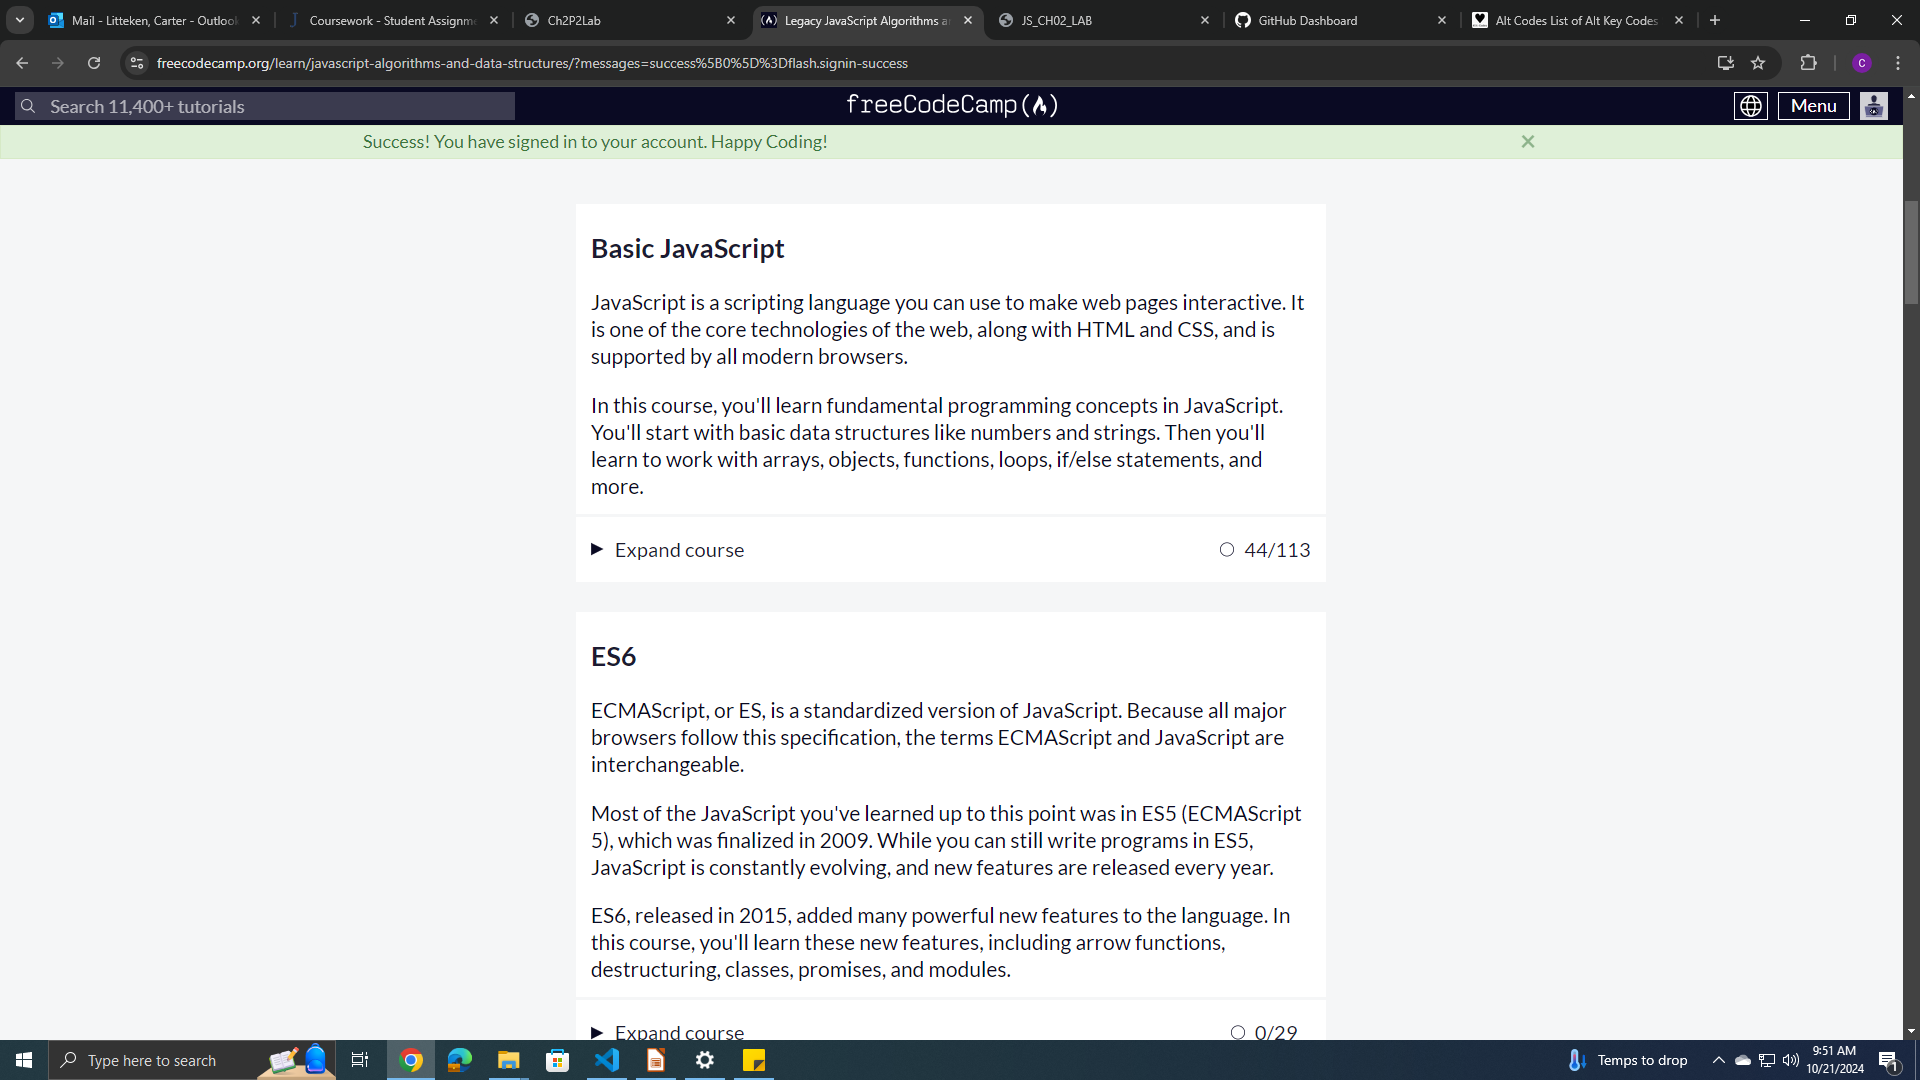 Mail - Litteken, Carter - Outlook
Coursework - Student Assignme
Ch2P2Lab
Legacy JavaScript Algorithms a
JS_CH02_LAB
GitHub Dashboard
Alt Codes List of Alt Key Codes
freecodecamp.org/learn/javascript-algorithms-and-data-structures/?messages=success%5B0%5D%3Dflash.signin-success
C
Search 11,400+ tutorials
freeCodeCamp
Menu
Success! You have signed in to your account. Happy Coding!
Basic JavaScript
JavaScript is a scripting language you can use to make web pages interactive. It
is one of the core technologies of the web, along with HTML and CSS, and is
supported by all modern browsers.
In this course, you'll learn fundamental programming concepts in JavaScript.
You'll start with basic data structures like numbers and strings. Then you'll
learn to work with arrays, objects, functions, loops, if/else statements, and
more.
Expand course
44/113
ES6
ECMAScript, or ES, is a standardized version of JavaScript. Because all major
browsers follow this specification, the terms ECMAScript and JavaScript are
interchangeable.
Most of the JavaScript you've learned up to this point was in ES5 (ECMAScript
5), which was finalized in 2009. While you can still write programs in ES5,
JavaScript is constantly evolving, and new features are released every year.
ES6, released in 2015, added many powerful new features to the language. In
this course, you'll learn these new features, including arrow functions,
destructuring, classes, promises, and modules.
Expand course
0/29
Type here to search
Temps to drop
9:51 AM
10/21/2024
1